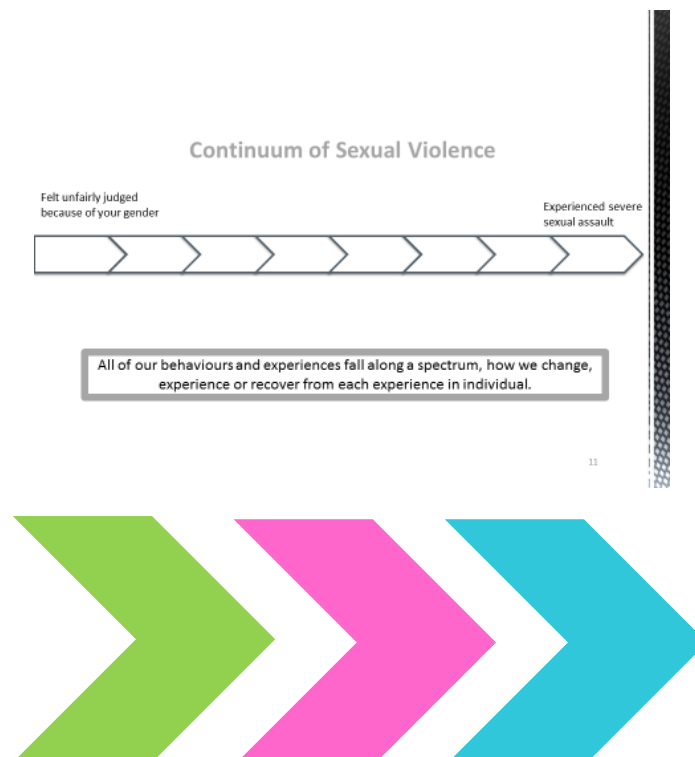 Continuum of Sexual Violence
Felt unfairly judged
because of your gender
Experienced severe
sexual assault
All of our behaviours and experiences fall along a spectrum, how we change,
experience or recover from each experience in individual.
11